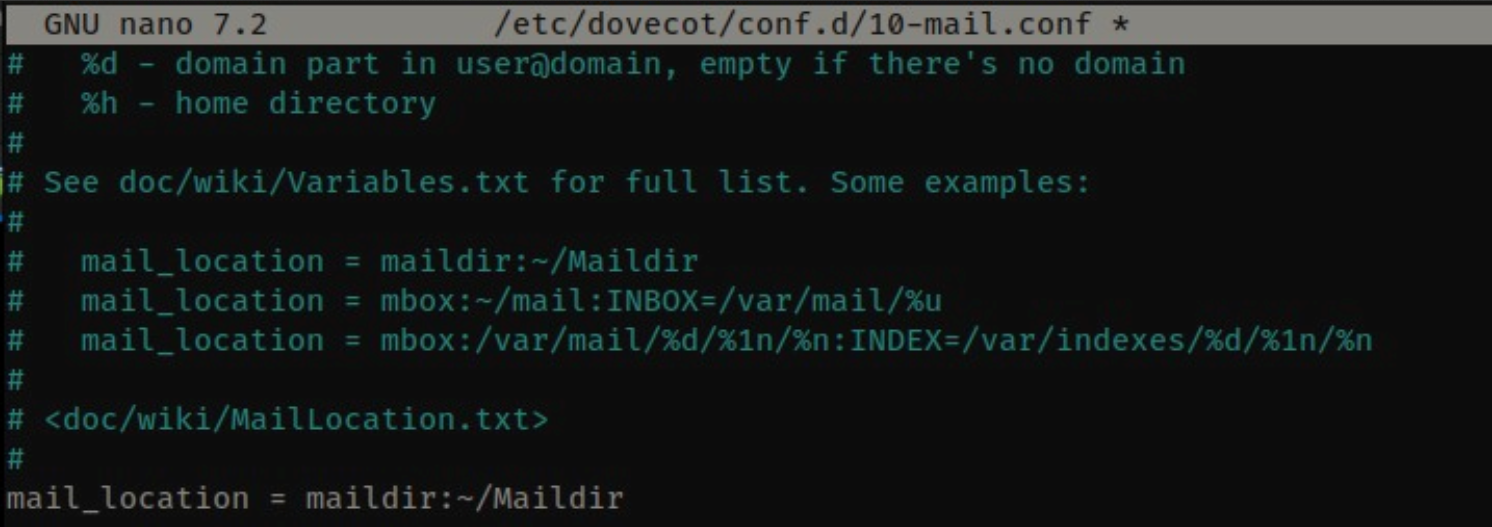 GNU nano 7.2 /etc/dovecot/conf.d/10-mail.conf *
#   %d - domain part in user@domain, empty if there's no domain
#   %h - home directory
#
# See doc/wiki/Variables.txt for full list. Some examples:
#
#   mail_location = maildir:~/Maildir
#   mail_location = mbox:~/mail:INBOX=/var/mail/%u
#   mail_location = mbox:/var/mail/%d/%1n/%n:INDEX=/var/indexes/%d/%1n/%n
#
# <doc/wiki/MailLocation.txt>
#
mail_location = maildir:~/Maildir